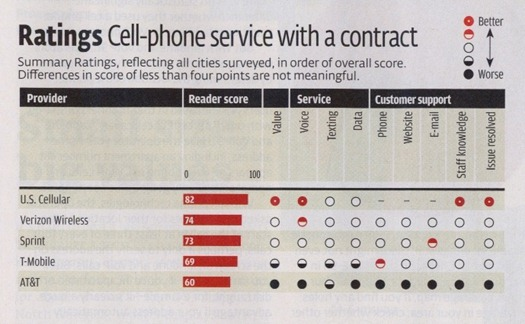 Ratings Cell-phone service with a contract
Better
Worse
Summary Ratings, reflecting all cities surveyed, in order of overall score.
Differences in score of less than four points are not meaningful.
Provider Reader score Service Customer support
Value Voice Texting Data Phone Website E-mail Staff knowledge Issue resolved
0 100
U.S. Cellular 82 – – –
Verizon Wireless 74
Sprint 73
T-Mobile 69
AT&T 60